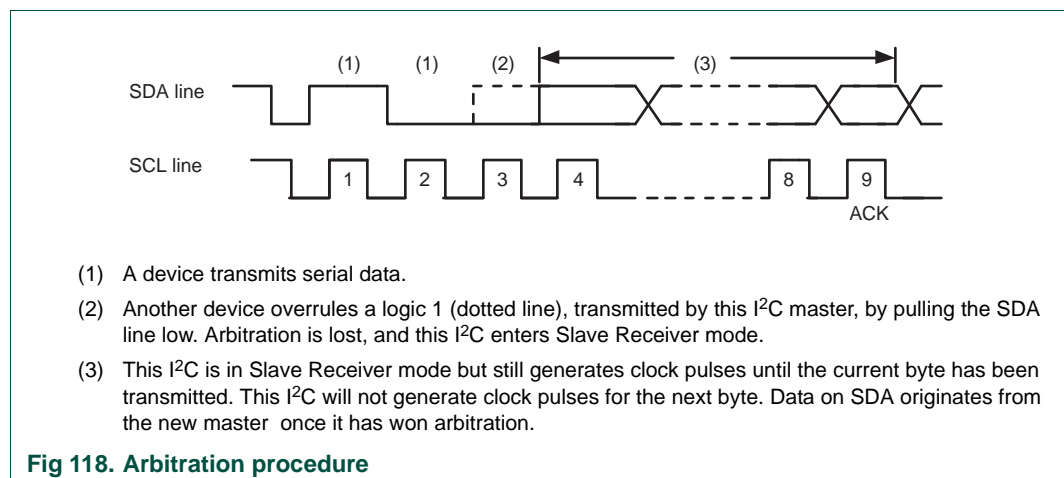 (1) (1) (2) (3)
SDA line
SCL line
1 2 3 4 8 9
ACK
(1) A device transmits serial data.
(2) Another device overrules a logic 1 (dotted line), transmitted by this I2C master, by pulling the SDA
line low. Arbitration is lost, and this I2C enters Slave Receiver mode.
(3) This I2C is in Slave Receiver mode but still generates clock pulses until the current byte has been
transmitted. This I2C will not generate clock pulses for the next byte. Data on SDA originates from
the new master once it has won arbitration.
Fig 118. Arbitration procedure